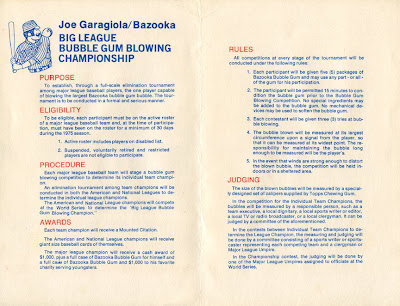 Joe Garagiola/Bazooka
BIG LEAGUE
BUBBLE GUM BLOWING
CHAMPIONSHIP
PURPOSE
To establish, through a full-scale elimination tournament
among major league baseball players, the one player capable
of blowing the largest Bazooka bubble gum bubble. The tour-
nament is to be conducted in a formal and serious manner.
ELIGIBILITY
To be eligible, each participant must be on the active roster
of a major league baseball team and, at the time of participa-
tion, must have been on the roster for a minimum of 30 days
during the 1975 season.
1. Active roster includes players on disabled list.
2. Suspended, voluntarily retired and restricted
players are not eligible to participate.
PROCEDURE
Each major league baseball team will stage a bubble gum
blowing competition to determine its individual team champ-
ion.
An elimination tournament among team champions will be
conducted in both the American and National Leagues to de-
termine the individual league champions.
The American and National League champions will compete
at the World Series, to determine the "Big League Bubble
Gum Blowing Champion."
AWARDS
Each team champion will receive a Mounted Citation.
The American and National League champions will receive
giant size baseball cards of themselves.
The major league champion will receive a cash award of
$1,000, plus a full case of Bazooka Bubble Gum for himself and
a full case of Bazooka Bubble Gum and $1,000 to his favorite
charity serving youngsters.
RULES
All competitions at every stage of the tournament will be
conducted under the following rules:
1. Each participant will be given five (5) packages of
Bazooka Bubble Gum and may use any part - or all -
of the gum for his participation.
2. The participant will be permitted 15 minutes to con-
dition the bubble gum prior to the Bubble Gum
Blowing Competition. No special ingredients may
be added to the bubble gum. No mechanical de-
vices may be used to soften the bubble gum.
3. Each contestant will be given three (3) tries at bub-
ble blowing.
4. The bubble blown will be measured at its largest
circumference upon a signal from the player, so
that it can be measured at its widest point. The re-
sponsibility for maintaining the bubble long
enough to be measured will be the player's.
5. In the event that winds are strong enough to distort
the blown bubble, the competition will be held in-
doors or in a sheltered area.
JUDGING
The size of the blown bubbles will be measured by a special-
ly designed set of calipers supplied by Topps Chewing Gum.
In the competition for the Individual Team Champions, the
bubbles will be measured by a responsible person, such as a
team executive, a local dignitary, a local sports writer or editor,
a local TV or radio broadcaster, or a local clergyman. It can be
judged by a committee of the aforementioned.
In the contests between Individual Team Champions to de-
termine the League Champions, the measuring and judging will
be done by a committee consisting of a sports writer or sports-
caster representing each competing team and a clergyman or
Major League Umpire.
In the Championship contest, the judging will be done by
one of the Major League Umpires assigned to officiate at the
World Series.